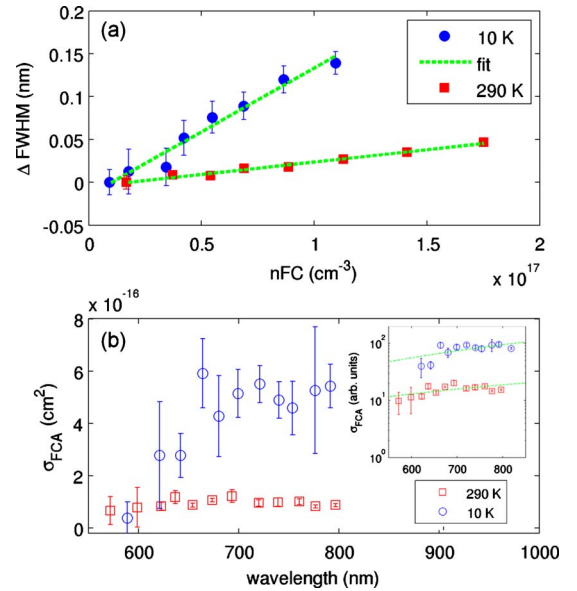 (a)
10 K
fit
290 K
Δ FWHM (nm)
0.15
0.1
0.05
0
-0.05
0 0.5 1 1.5 2
nFC (cm⁻³) x 10¹⁷
x 10⁻¹⁶
(b)
σFCA (cm²)
8
6
4
2
0
600 700 800 900 1000
wavelength (nm)
σFCA (arb. units)
10²
10¹
10⁰
600 700 800
290 K
10 K